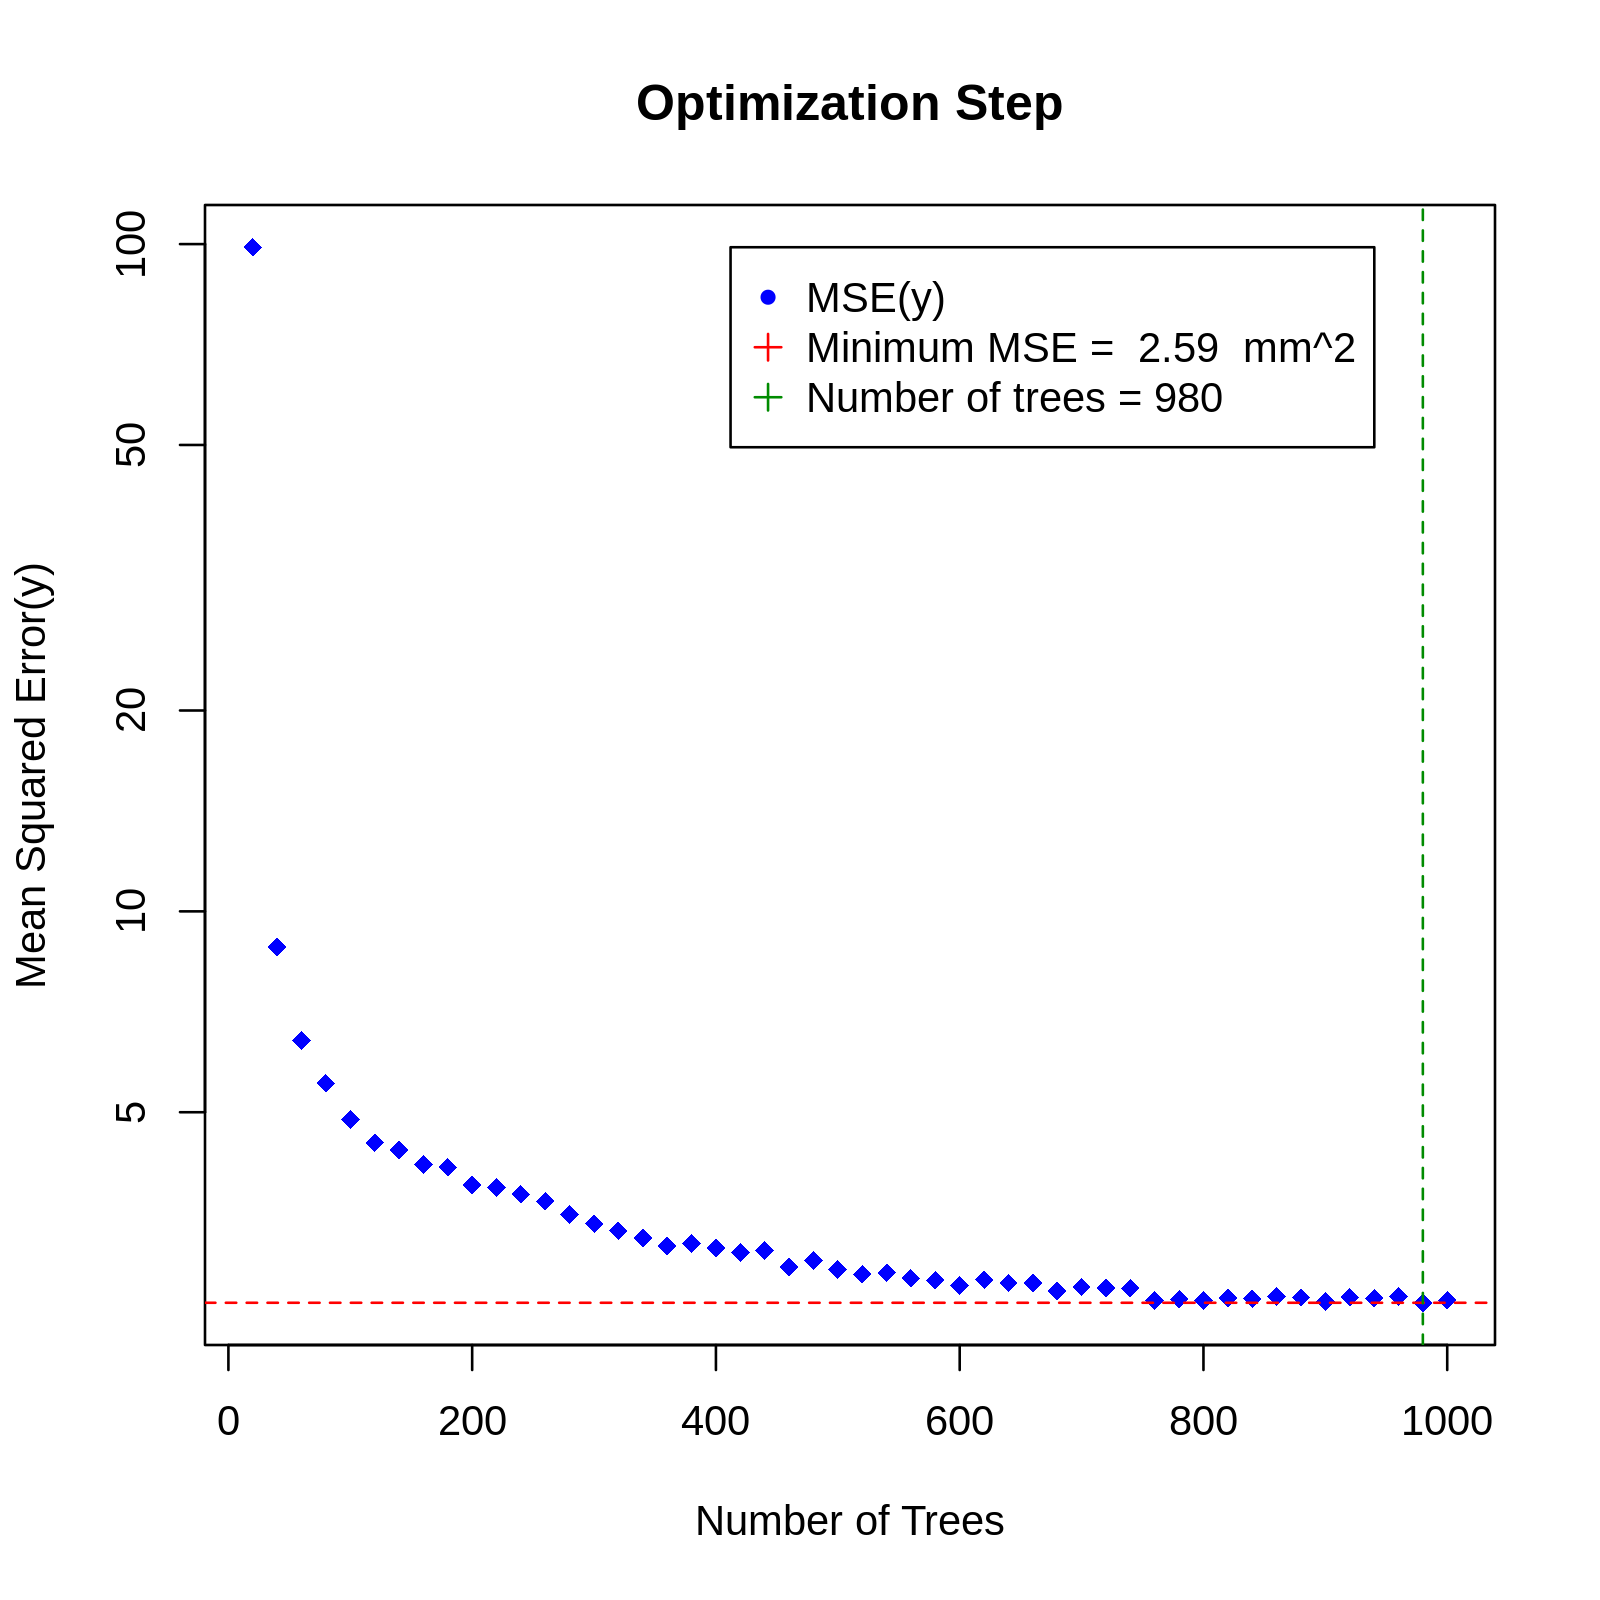 Optimization Step
MSE(y)
Minimum MSE =  2.59  mm^2
Number of trees = 980
Mean Squared Error(y)
100
50
20
10
5
0 200 400 600 800 1000
Number of Trees